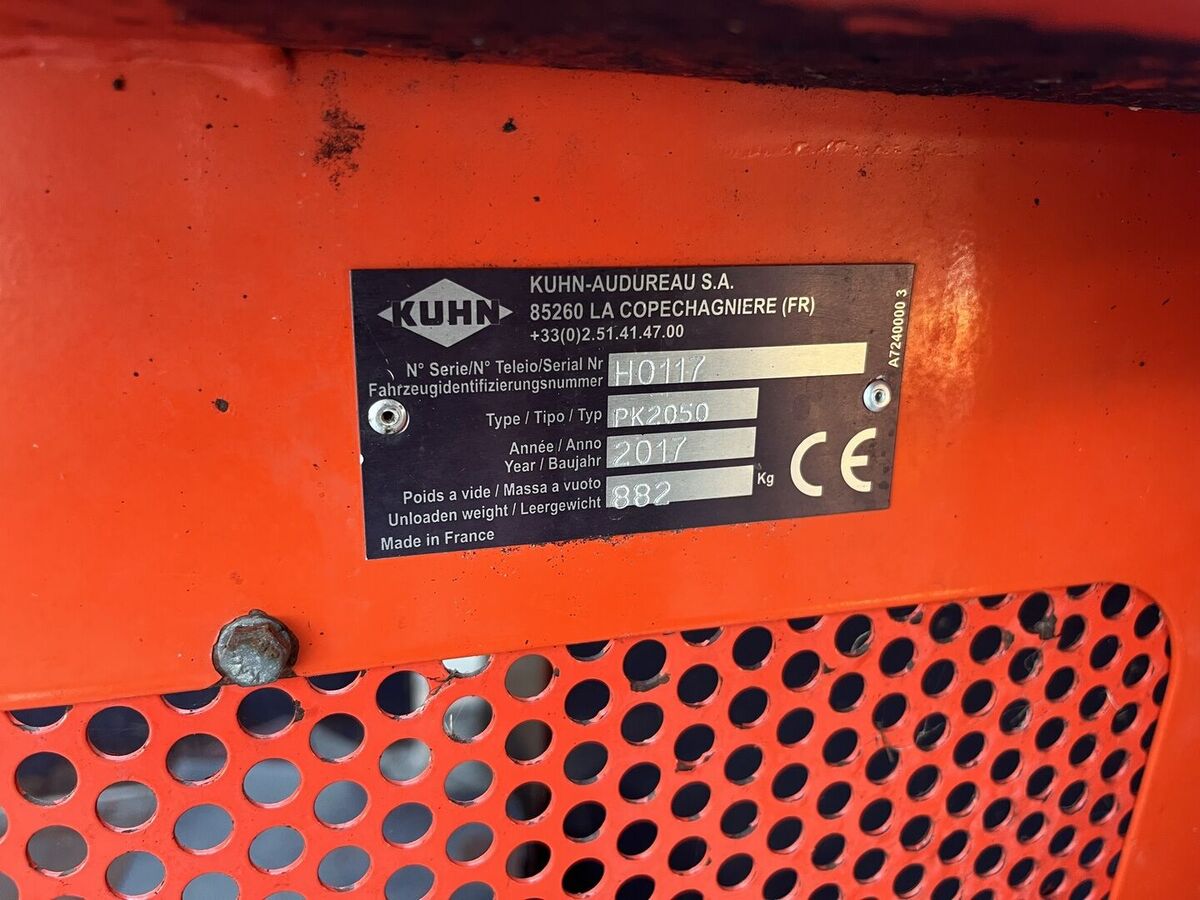 KUHN
KUHN-AUDUREAU S.A.
85260 LA COPECHAGNIERE (FR)
+33(0)2.51.41.47.00
N° Serie/N° Teleio/Serial Nr
Fahrzeugidentifizierungsnummer
H0117
Type / Tipo / Typ
PK2050
Année / Anno
Year / Baujahr
2017
Poids a vide / Massa a vuoto
Unloaden weight / Leergewicht
882
Kg
Made in France
CE
A7240000 3